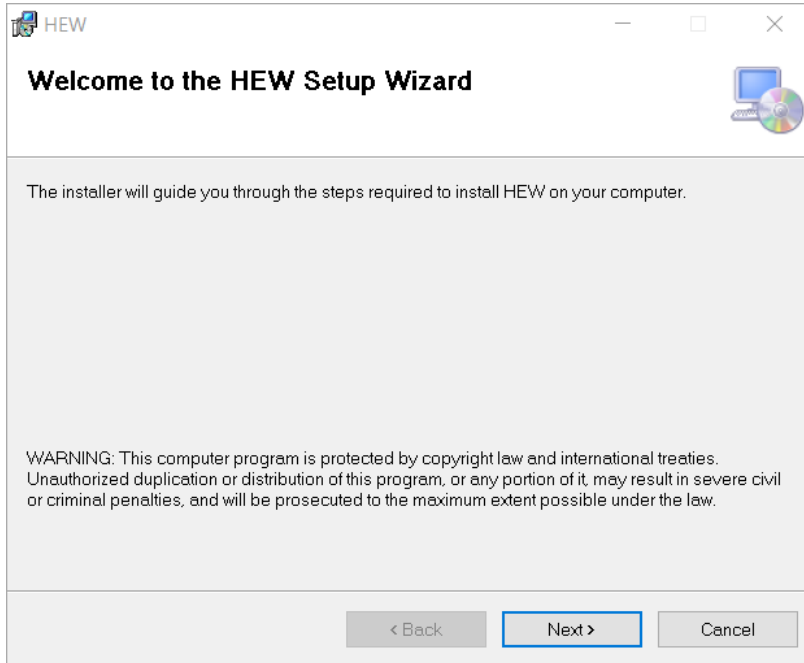 HEW
Welcome to the HEW Setup Wizard
The installer will guide you through the steps required to install HEW on your computer.
WARNING: This computer program is protected by copyright law and international treaties.
Unauthorized duplication or distribution of this program, or any portion of it, may result in severe civil
or criminal penalties, and will be prosecuted to the maximum extent possible under the law.
< Back
Next >
Cancel